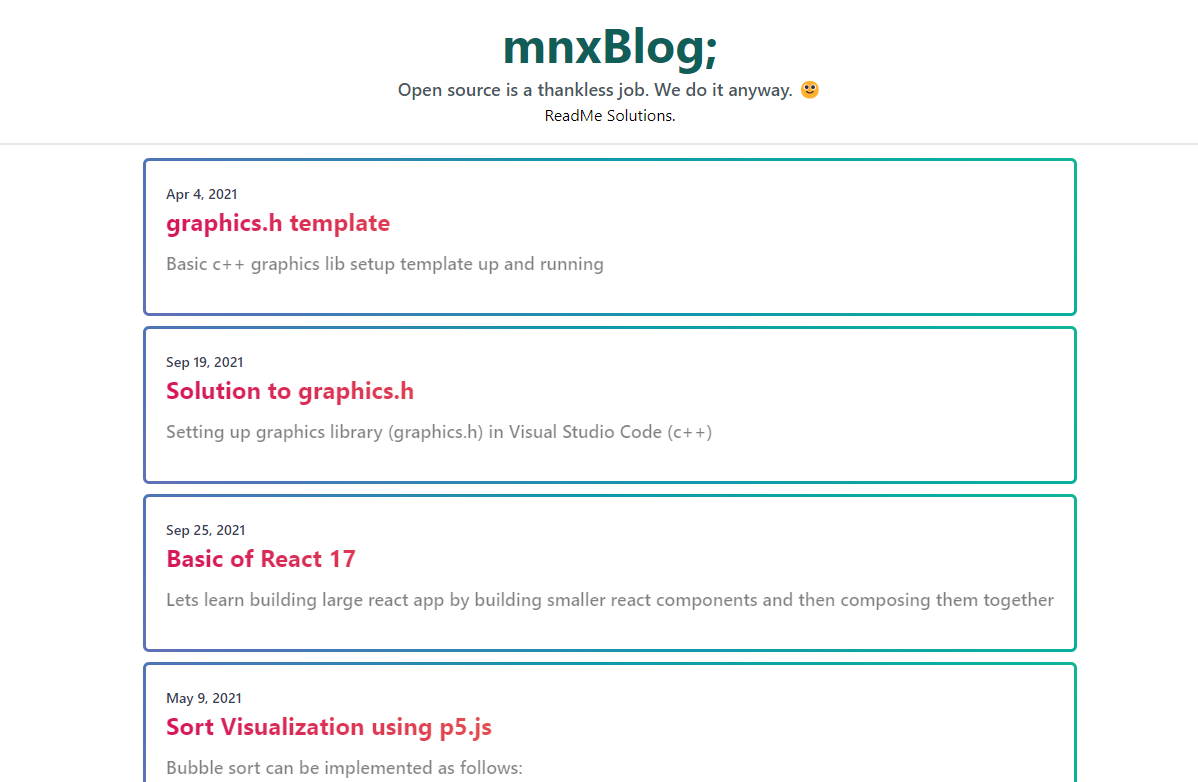 mnxBlog;
Open source is a thankless job. We do it anyway. 🙂
ReadMe Solutions.
Apr 4, 2021
graphics.h template
Basic c++ graphics lib setup template up and running
Sep 19, 2021
Solution to graphics.h
Setting up graphics library (graphics.h) in Visual Studio Code (c++)
Sep 25, 2021
Basic of React 17
Lets learn building large react app by building smaller react components and then composing them together
May 9, 2021
Sort Visualization using p5.js
Bubble sort can be implemented as follows: